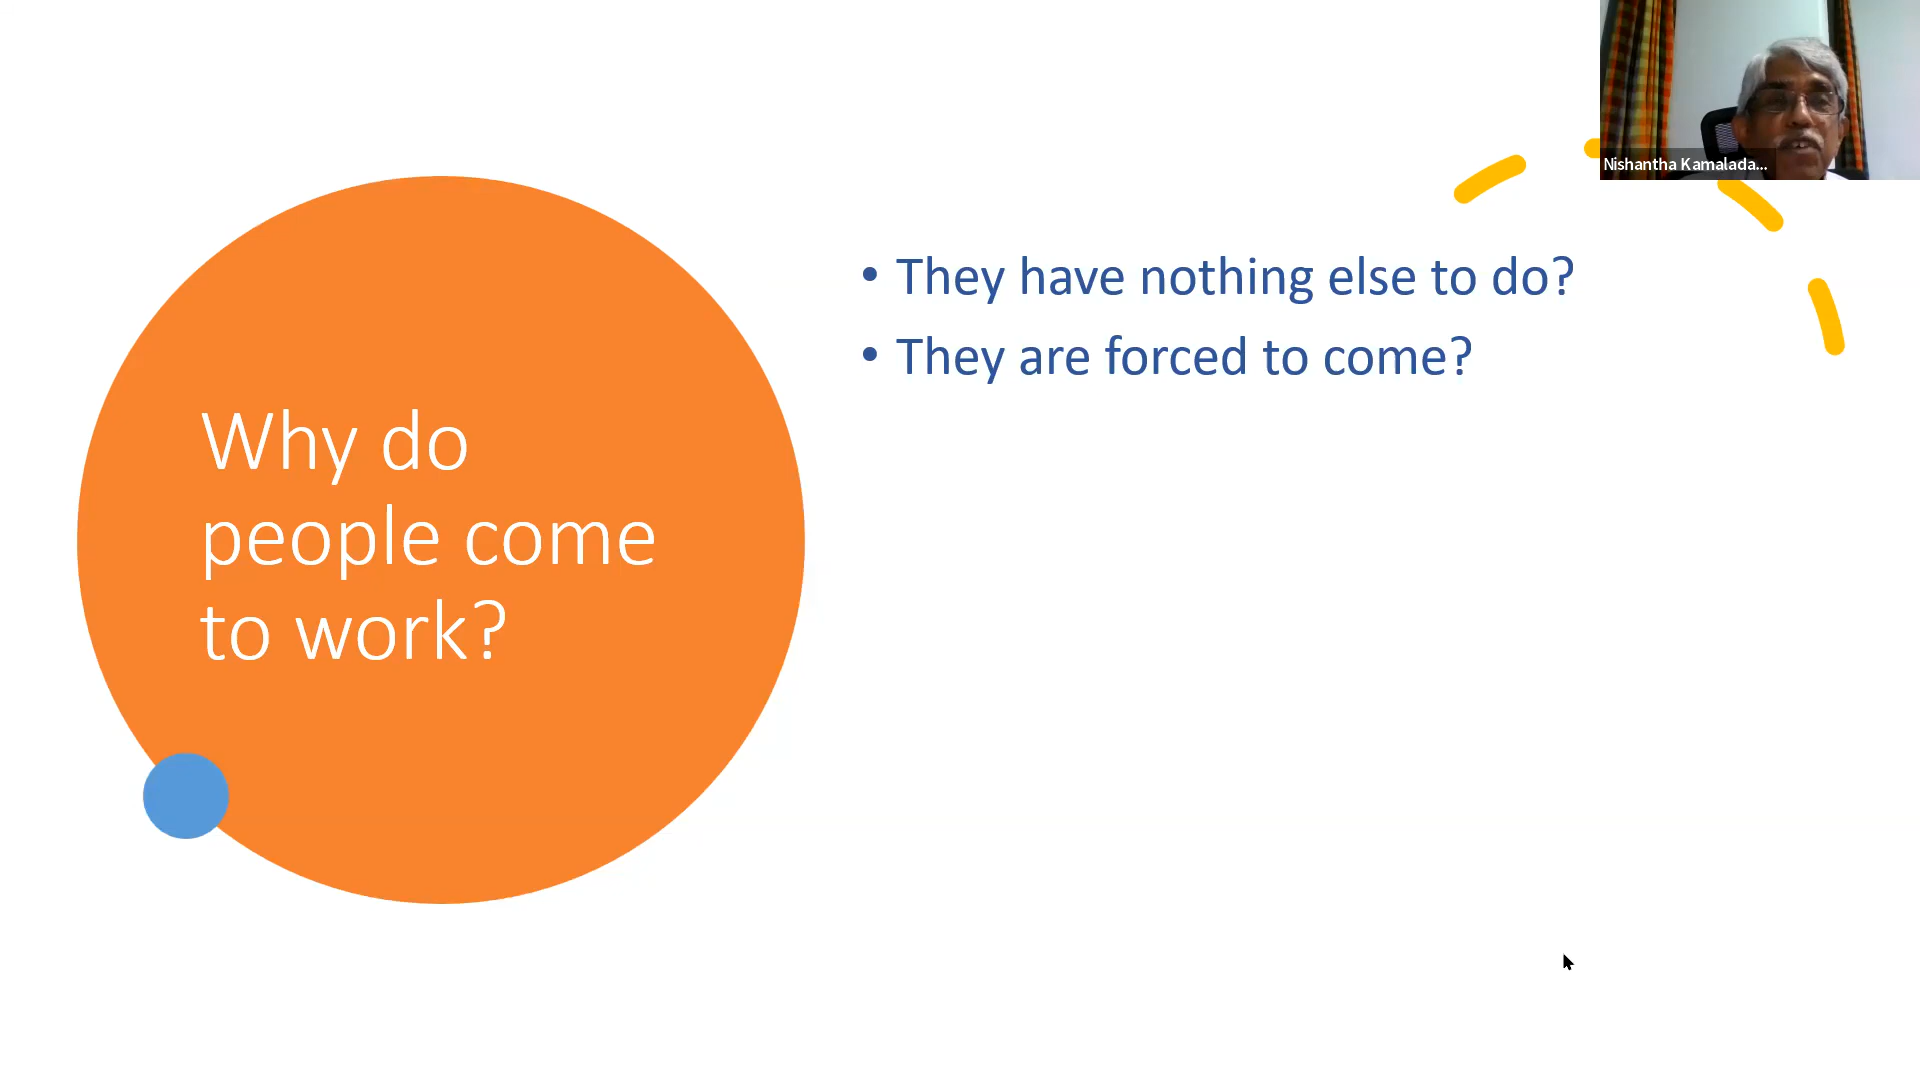 Nishantha Kamalada...
• They have nothing else to do?
• They are forced to come?
Why do
people come
to work?